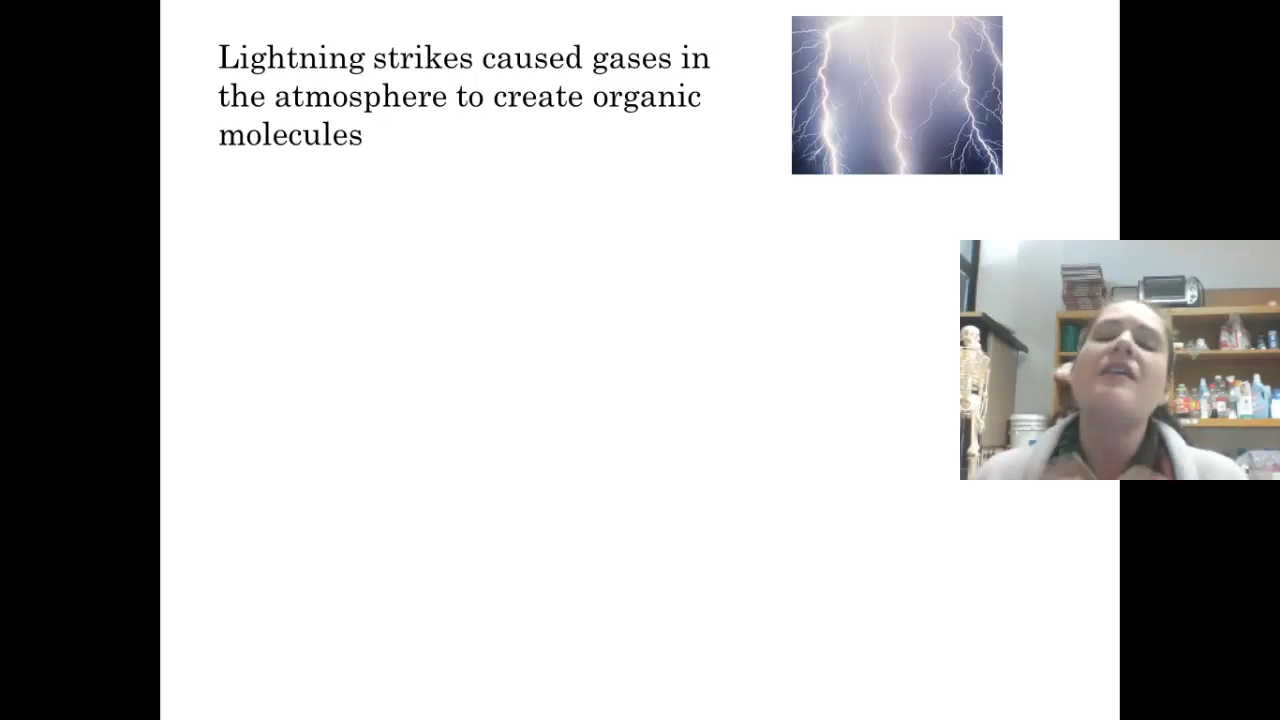 Lightning strikes caused gases in
the atmosphere to create organic
molecules